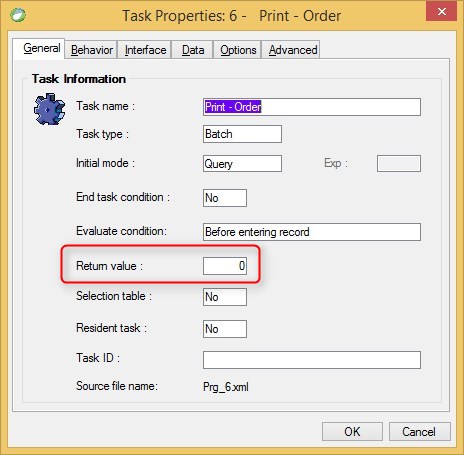 Task Properties: 6 - Print - Order
General Behavior Interface Data Options Advanced
Task Information
Task name : Print - Order
Task type : Batch
Initial mode : Query Exp :
End task condition : No
Evaluate condition: Before entering record
Return value : 0
Selection table : No
Resident task : No
Task ID :
Source file name: Prg_6.xml
OK Cancel